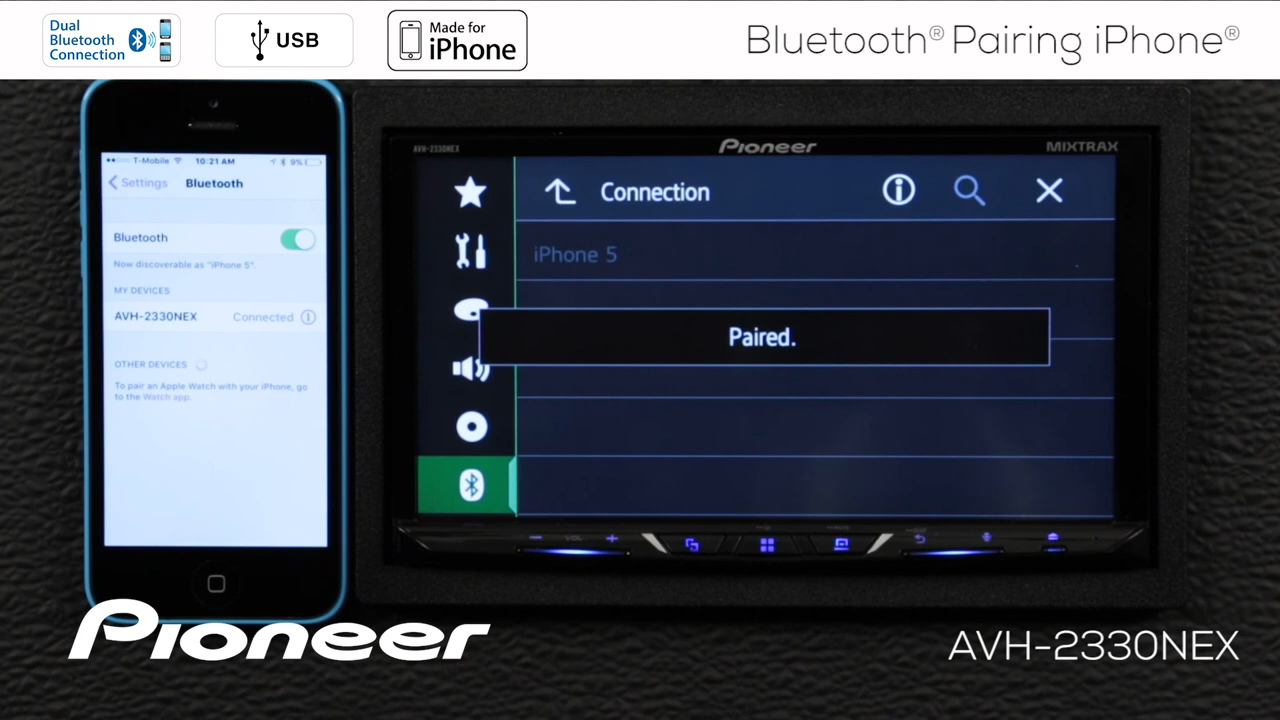 Dual
Bluetooth
Connection
USB
Made for
iPhone
Bluetooth® Pairing iPhone®
T-Mobile 10:21 AM 9%
Settings Bluetooth
Bluetooth
Now discoverable as "iPhone 5".
MY DEVICES
AVH-2330NEX Connected
OTHER DEVICES
To pair an Apple Watch with your iPhone, go
to the Watch app.
AVH-2330NEX
Pioneer
MIXTRAX
Connection
iPhone 5
Paired.
VOL
Pioneer
AVH-2330NEX